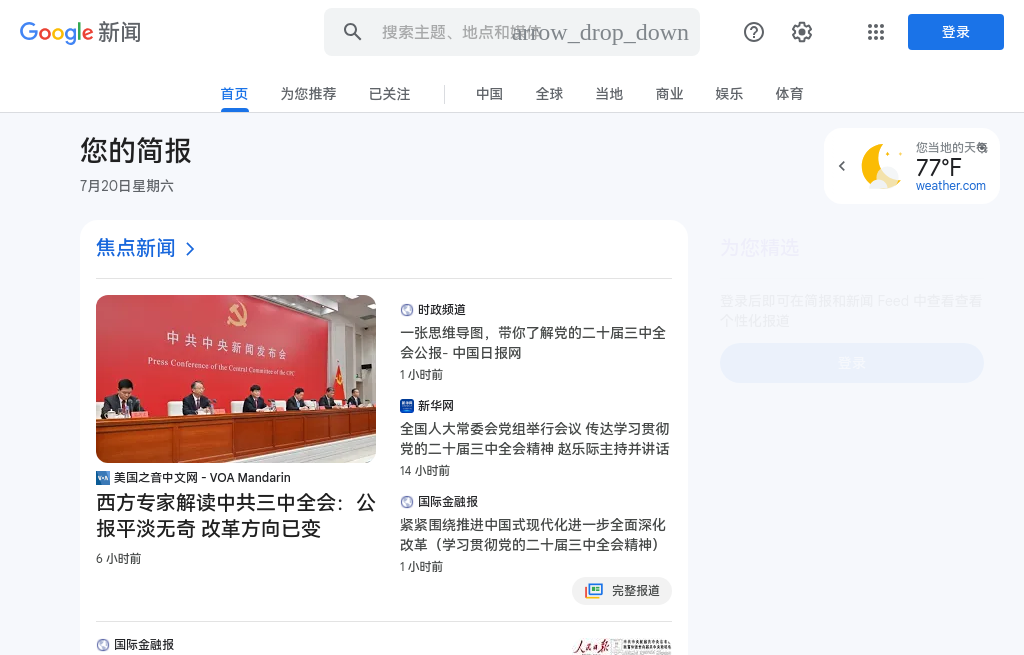 Google 新闻
搜索主题、地点和媒体
arrow_drop_down
登录
首页
为您推荐
已关注
中国
全球
当地
商业
娱乐
体育
您的简报
7月20日星期六
您当地的天气
77°F
weather.com
焦点新闻
为您精选
登录后即可在简报和新闻 Feed 中查看查看
个性化报道
登录
中共中央新闻发布会
Press Conference of the Central Committee of the CPC
美国之音中文网 - VOA Mandarin
西方专家解读中共三中全会：公
报平淡无奇 改革方向已变
6 小时前
时政频道
一张思维导图，带你了解党的二十届三中全
会公报- 中国日报网
1 小时前
新华网
全国人大常委会党组举行会议 传达学习贯彻
党的二十届三中全会精神 赵乐际主持并讲话
14 小时前
国际金融报
紧紧围绕推进中国式现代化进一步全面深化
改革（学习贯彻党的二十届三中全会精神）
1 小时前
完整报道
国际金融报
人民日报